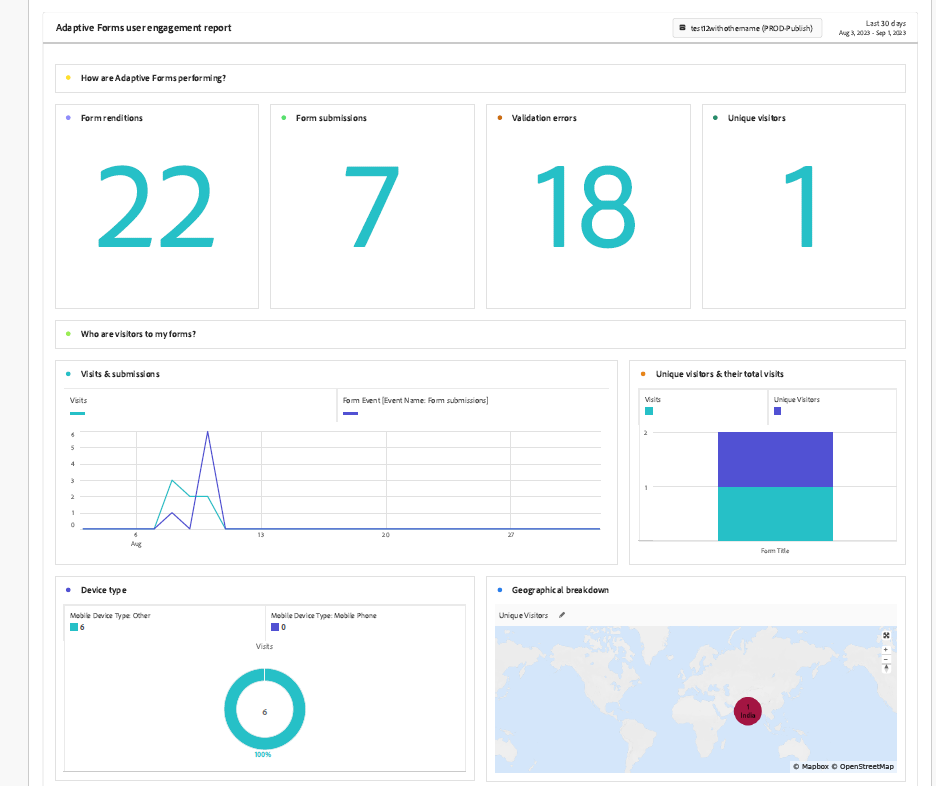 Adaptive Forms user engagement report
test12withothername (PROD-Publish)
Last 30 days
Aug 3, 2023 - Sep 1, 2023
How are Adaptive Forms performing?
Form renditions
Form submissions
Validation errors
Unique visitors
22
7
18
1
Who are visitors to my forms?
Visits & submissions
Visits
Form Event [Event Name: Form submissions]
6
5
4
3
2
1
0
6
13
20
27
Aug
Unique visitors & their total visits
Visits
Unique Visitors
2
1
Form Title
Device type
Mobile Device Type: Other
6
Mobile Device Type: Mobile Phone
0
Visits
6
100%
Geographical breakdown
Unique Visitors
+
−
1
India
© Mapbox © OpenStreetMap